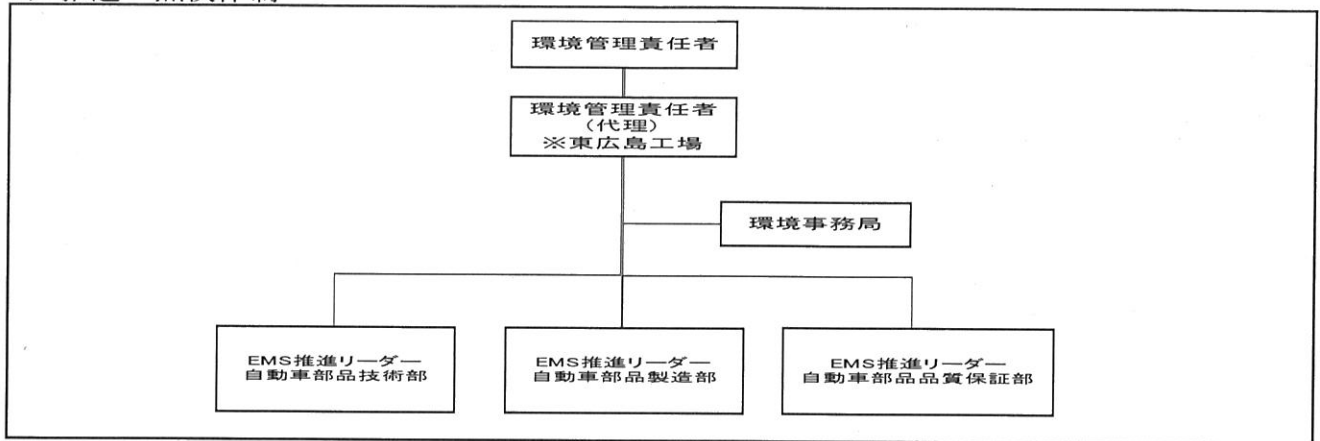 環境管理責任者
環境管理責任者
(代理)
※東広島工場
環境事務局
EMS推進リーダー
自動車部品技術部
EMS推進リーダー
自動車部品製造部
EMS推進リーダー
自動車部品品質保証部